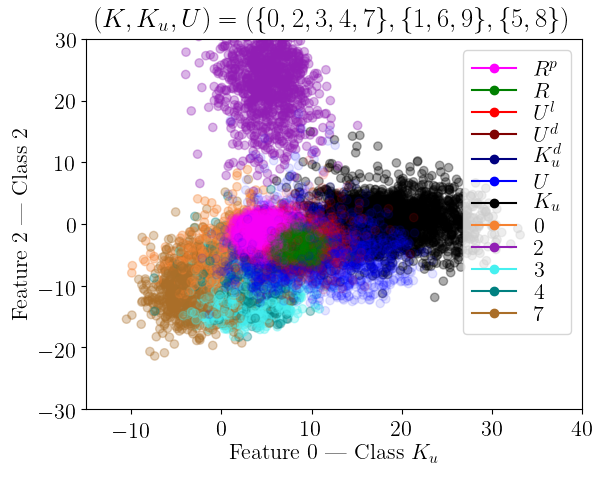 (K, K_u, U) = ({0, 2, 3, 4, 7}, {1, 6, 9}, {5, 8})
30
20
10
0
−10
−20
−30
Feature 2 — Class 2
R^p
R
U^l
U^d
K_u^d
U
K_u
0
2
3
4
7
−10
0
10
20
30
40
Feature 0 — Class K_u